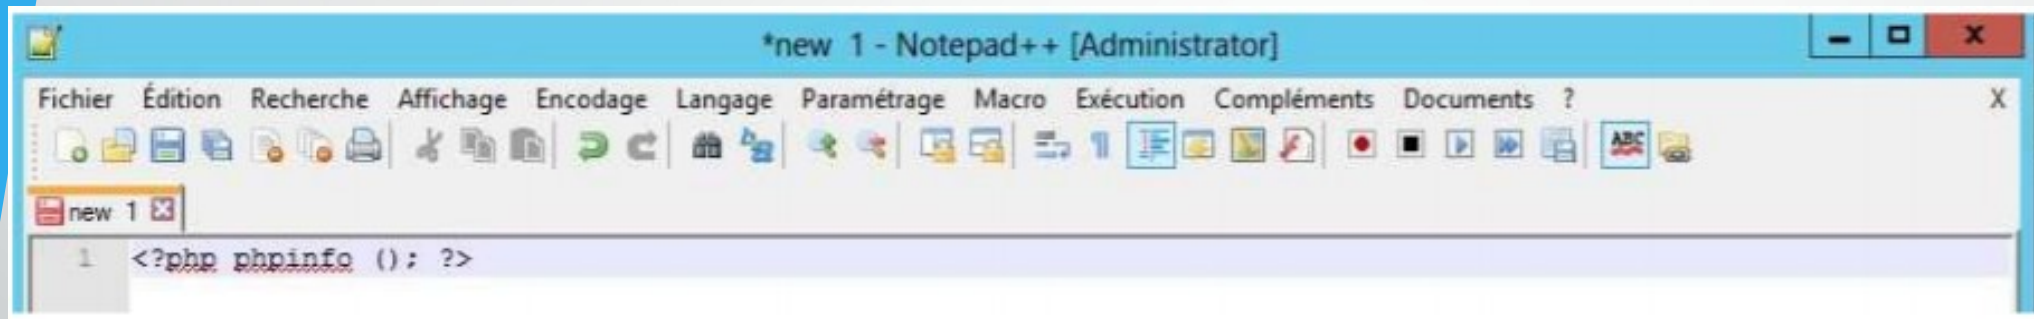 *new 1 - Notepad++ [Administrator]
Fichier Édition Recherche Affichage Encodage Langage Paramétrage Macro Exécution Compléments Documents ? X
ABC
new 1
1 <?php phpinfo (); ?>